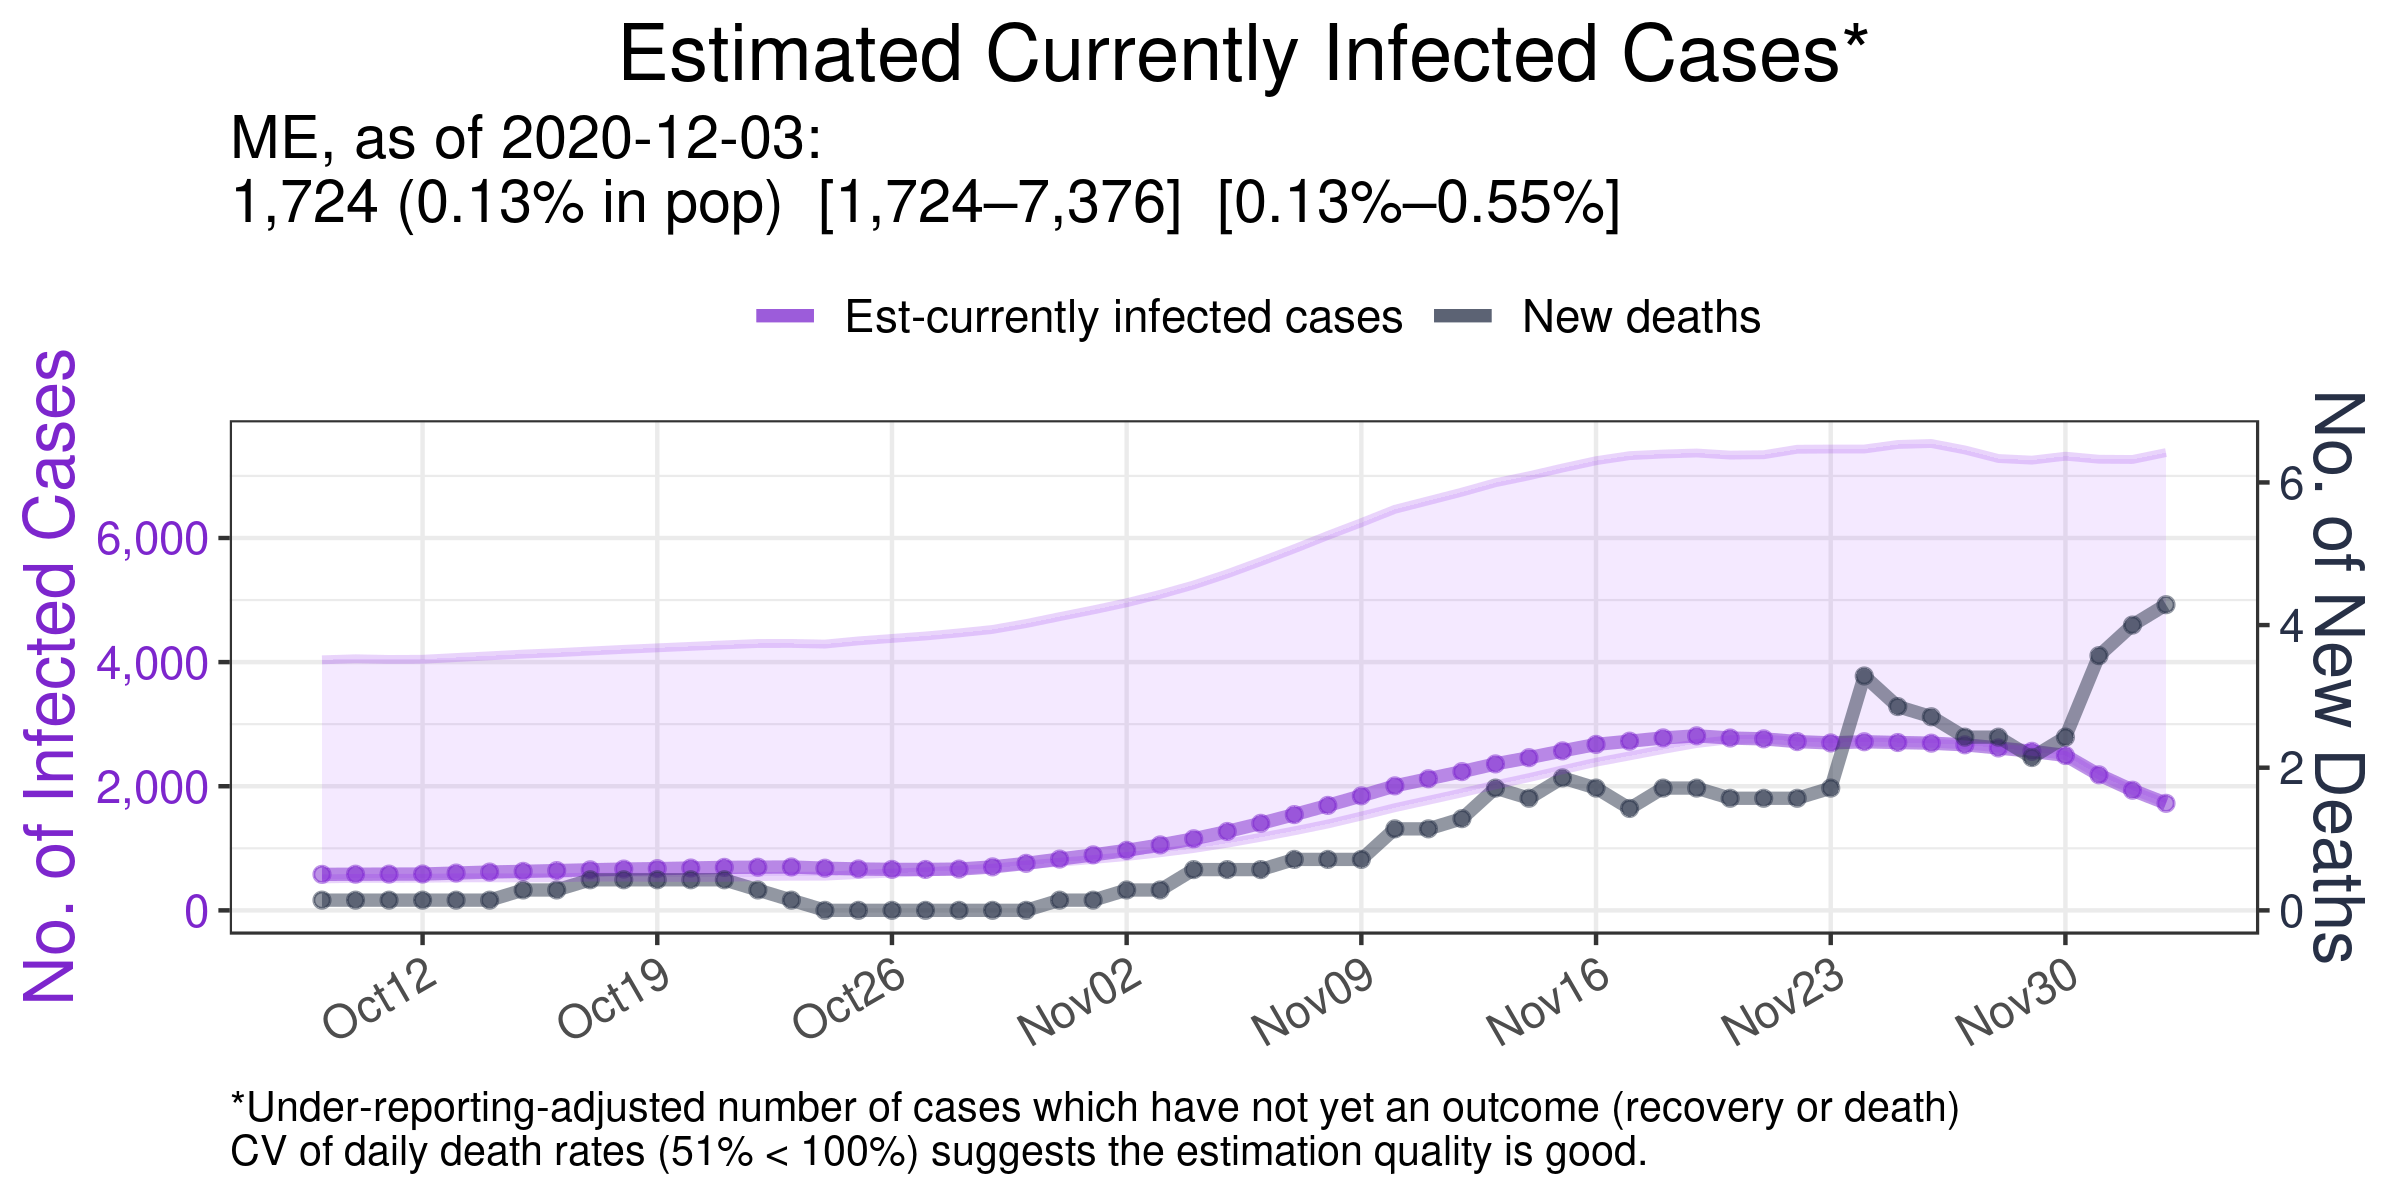 Estimated Currently Infected Cases*
ME, as of 2020-12-03:
1,724 (0.13% in pop) [1,724–7,376] [0.13%–0.55%]
Est-currently infected cases
New deaths
No. of Infected Cases
6,000
4,000
2,000
0
No. of New Deaths
6
4
2
0
Oct12
Oct19
Oct26
Nov02
Nov09
Nov16
Nov23
Nov30
*Under-reporting-adjusted number of cases which have not yet an outcome (recovery or death)
CV of daily death rates (51% < 100%) suggests the estimation quality is good.